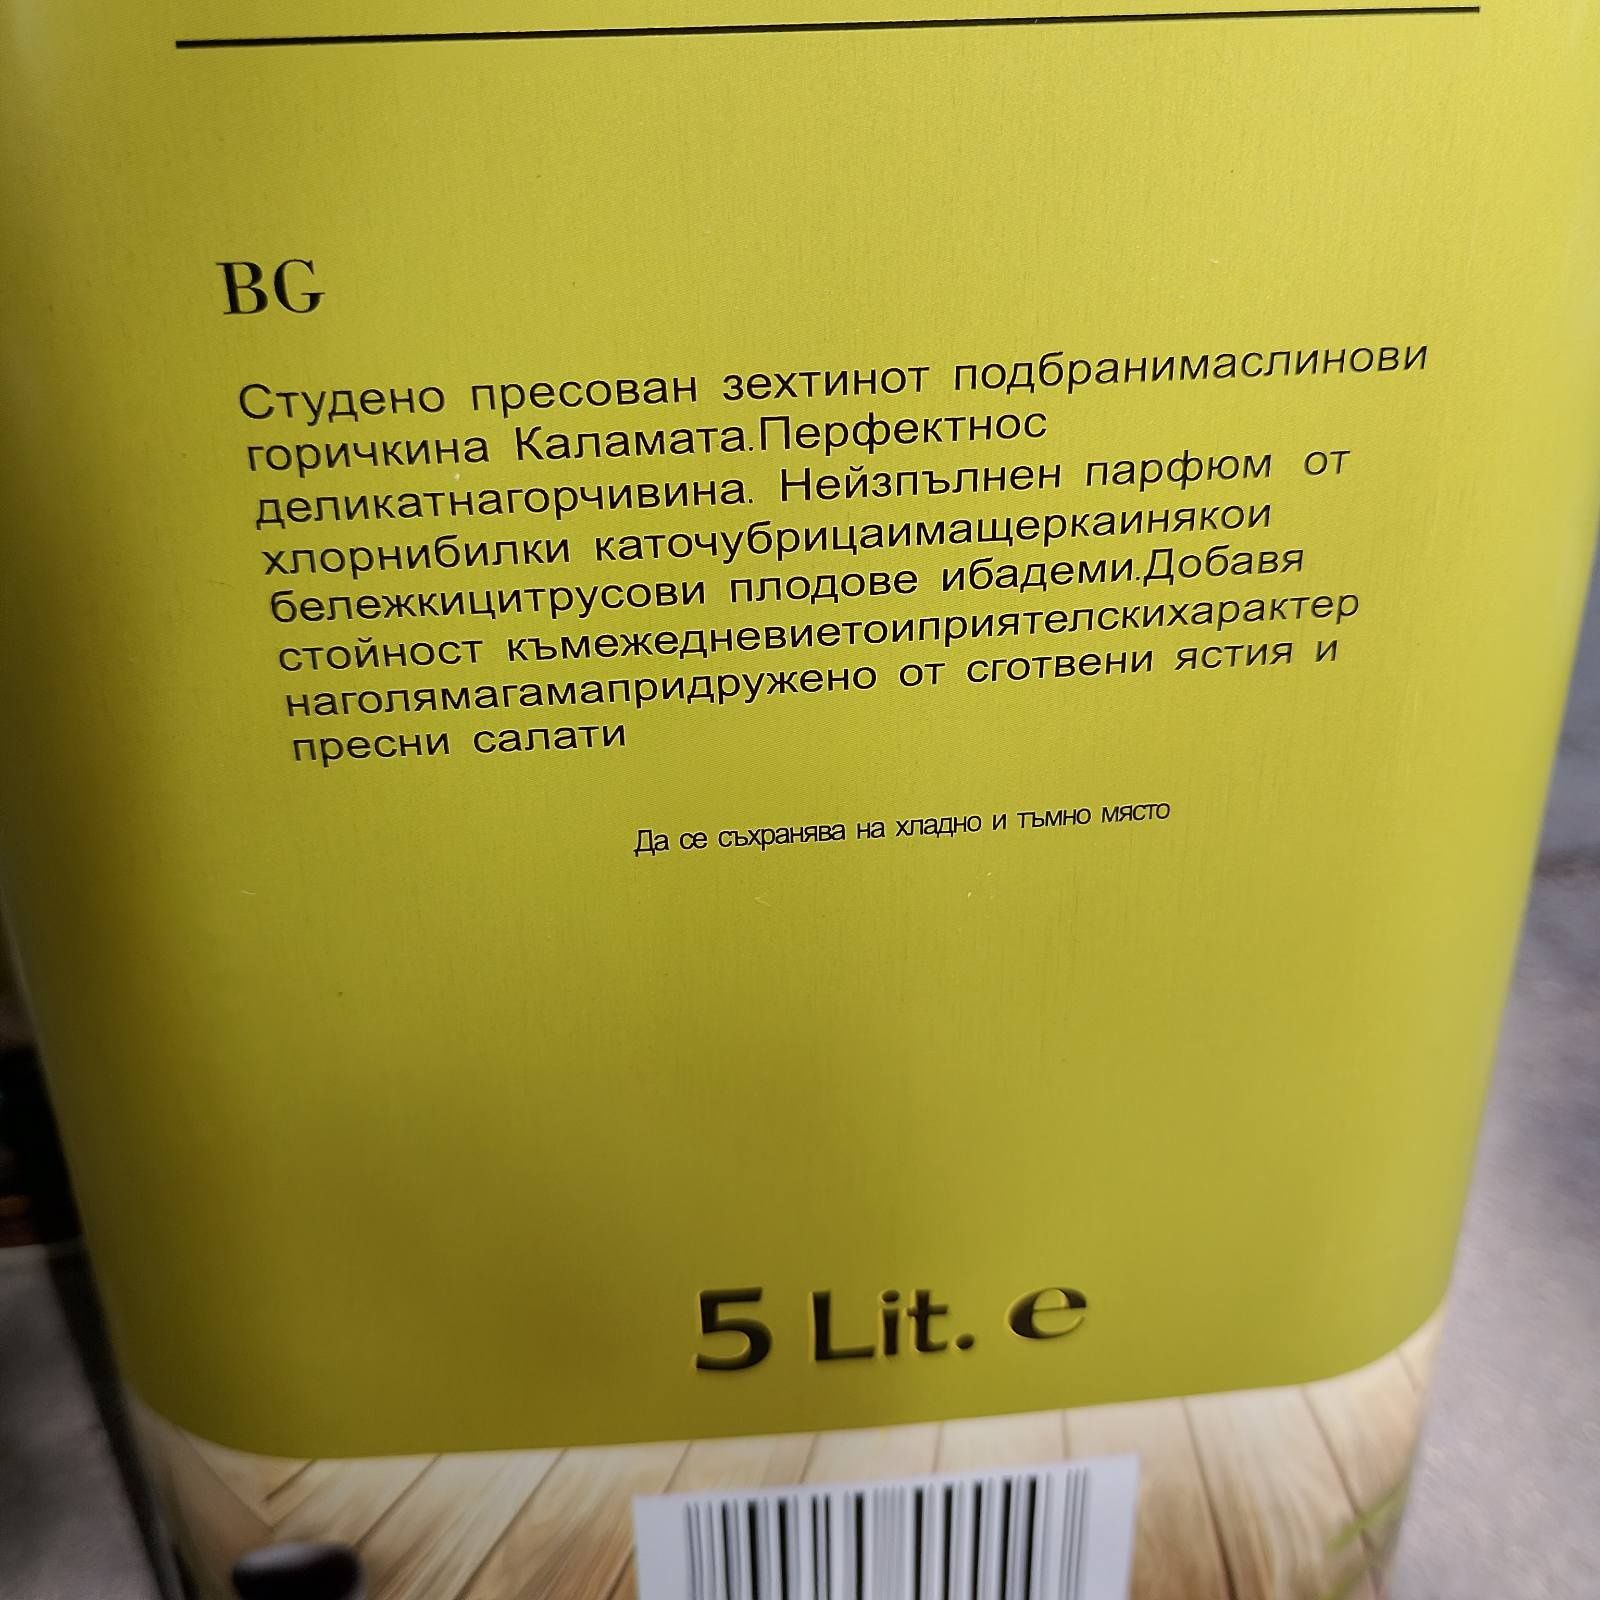 BG
Студено пресован зехтинот подбранимаслинови
горичкина Каламата.Перфектнос
деликатнагорчивина. Нейзпълнен парфюм от
хлорнибилки каточубрицаимащеркаинякои
бележкицитрусови плодове ибадеми.Добавя
стойност къмежедневиетоиприятелскихарактер
наголямагамапридружено от сготвени ястия и
пресни салати
Да се съхранява на хладно и тъмно място
5 Lit. e